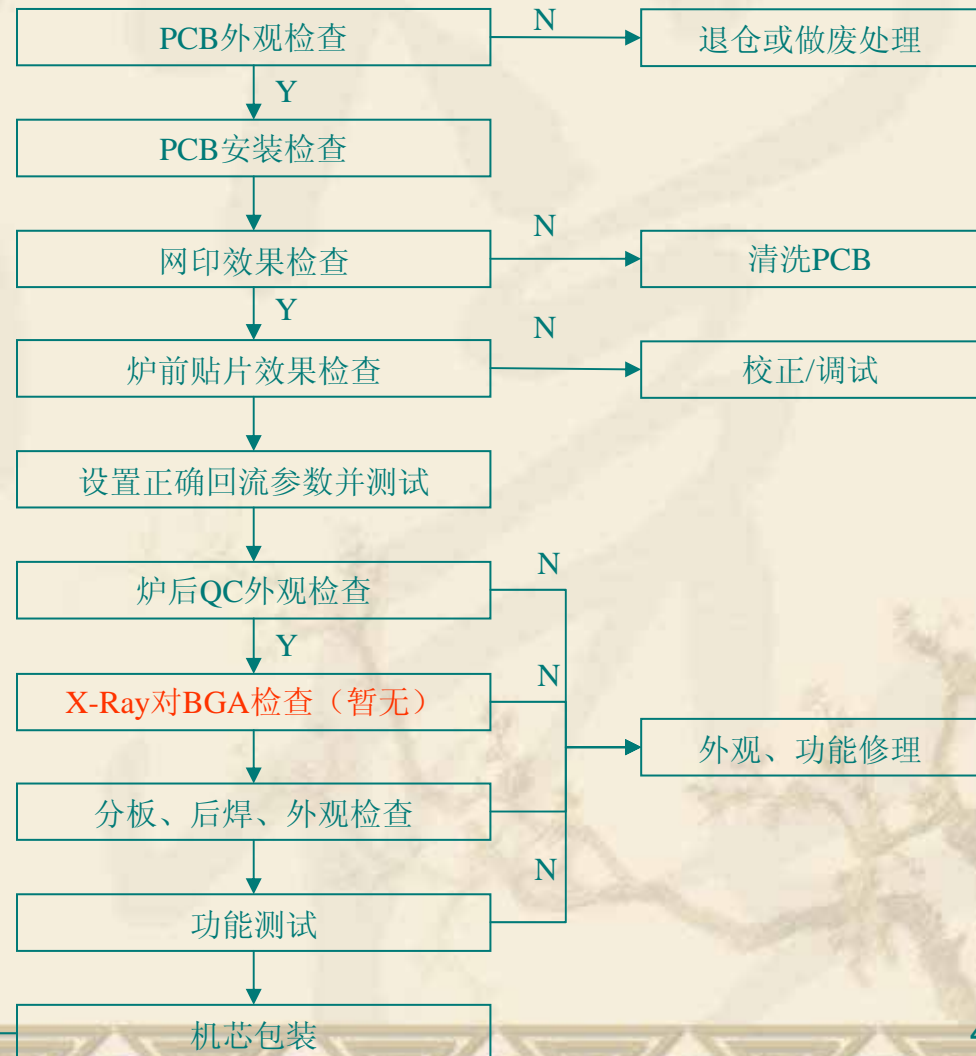 PCB外观检查
N
退仓或做废处理
Y
PCB安装检查
网印效果检查
N
清洗PCB
Y
炉前贴片效果检查
N
校正/调试
设置正确回流参数并测试
炉后QC外观检查
N
Y
X-Ray对BGA检查（暂无）
N
外观、功能修理
分板、后焊、外观检查
N
功能测试
机芯包装